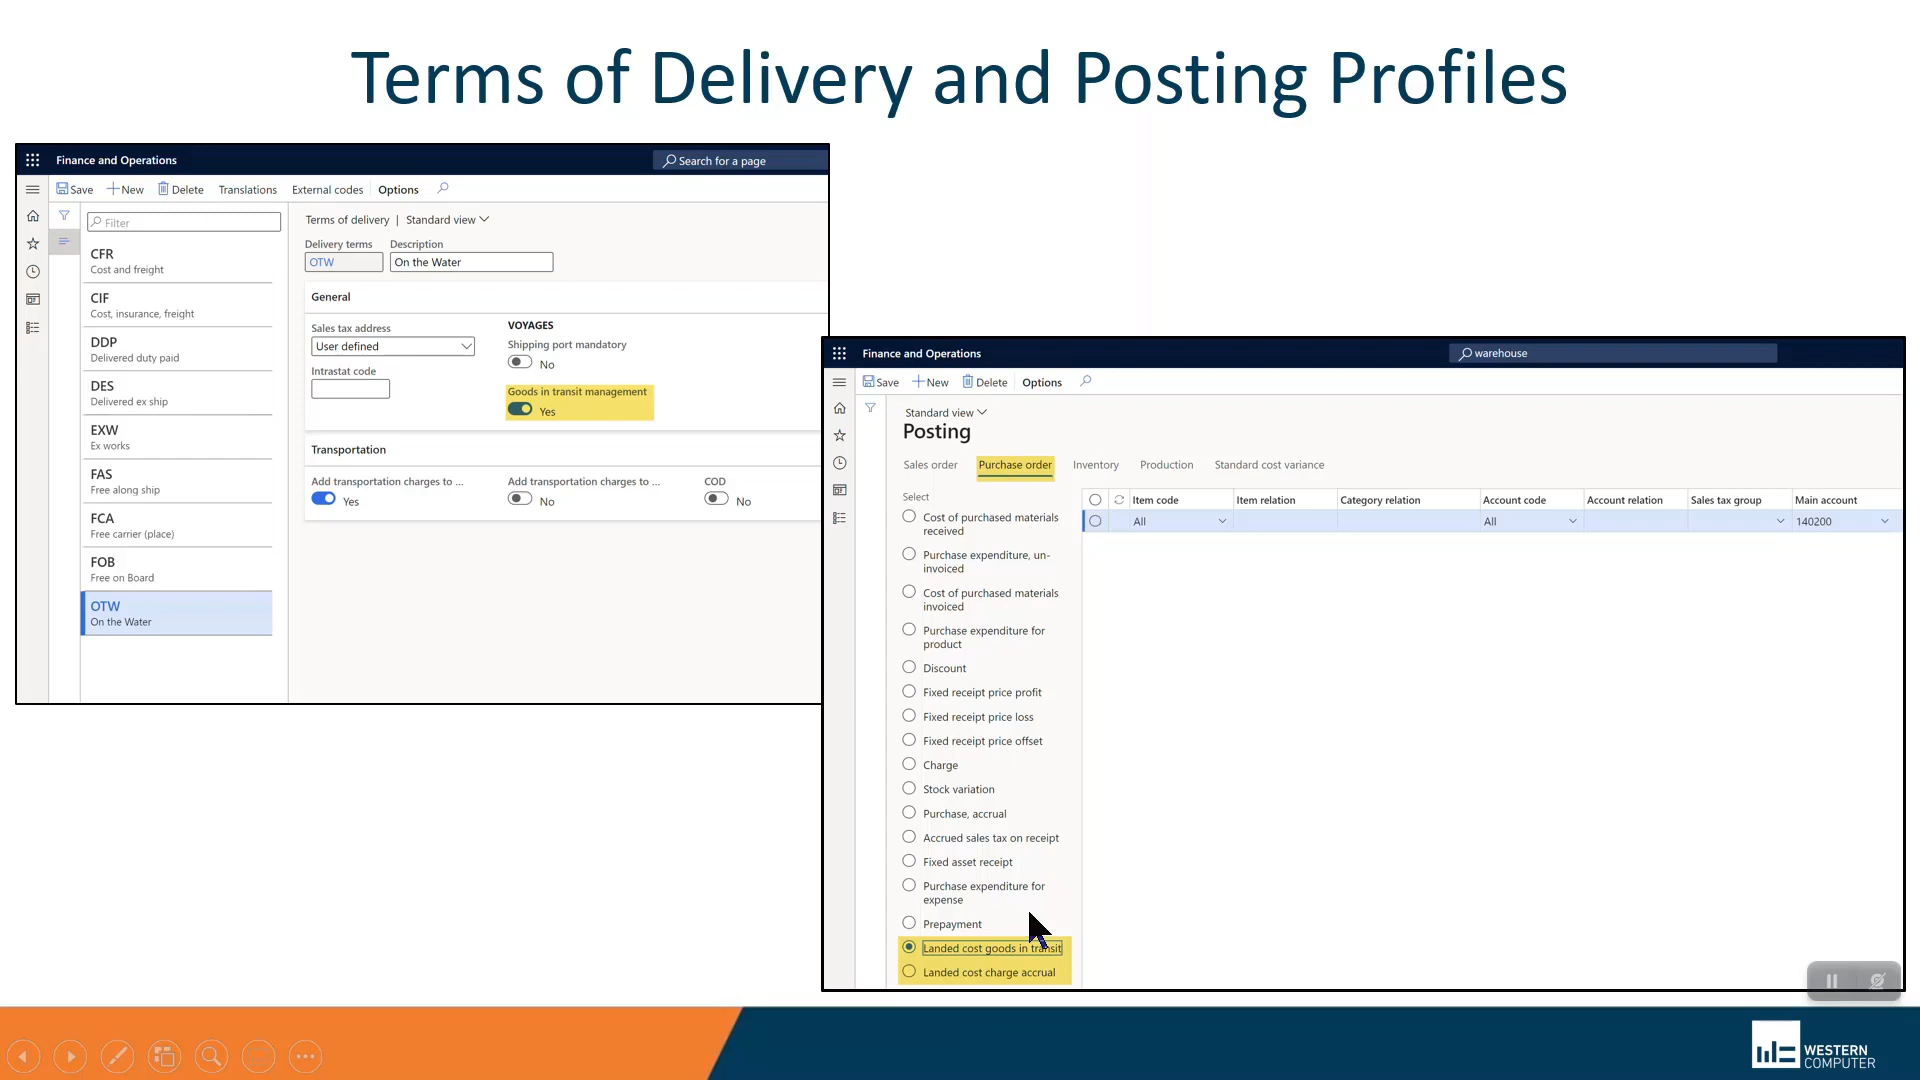 Terms of Delivery and Posting Profiles
Finance and Operations
Search for a page
Save New Delete Translations External codes Options
Filter
CFR
Cost and freight
CIF
Cost, insurance, freight
DDP
Delivered duty paid
DES
Delivered ex ship
EXW
Ex works
FAS
Free along ship
FCA
Free carrier (place)
FOB
Free on Board
OTW
On the Water
Terms of delivery | Standard view
Delivery terms Description
OTW On the Water
General
Sales tax address
User defined
Intrastat code
VOYAGES
Shipping port mandatory
No
Goods in transit management
Yes
Transportation
Add transportation charges to ... Add transportation charges to ... COD
Yes No No
Finance and Operations
warehouse
Save New Delete Options
Standard view
Posting
Sales order Purchase order Inventory Production Standard cost variance
Select
Cost of purchased materials
received
Purchase expenditure, un-
invoiced
Cost of purchased materials
invoiced
Purchase expenditure for
product
Discount
Fixed receipt price profit
Fixed receipt price loss
Fixed receipt price offset
Charge
Stock variation
Purchase, accrual
Accrued sales tax on receipt
Fixed asset receipt
Purchase expenditure for
expense
Prepayment
Landed cost goods in transit
Landed cost charge accrual
Item code Item relation Category relation Account code Account relation Sales tax group Main account
All All 140200
WESTERN
COMPUTER